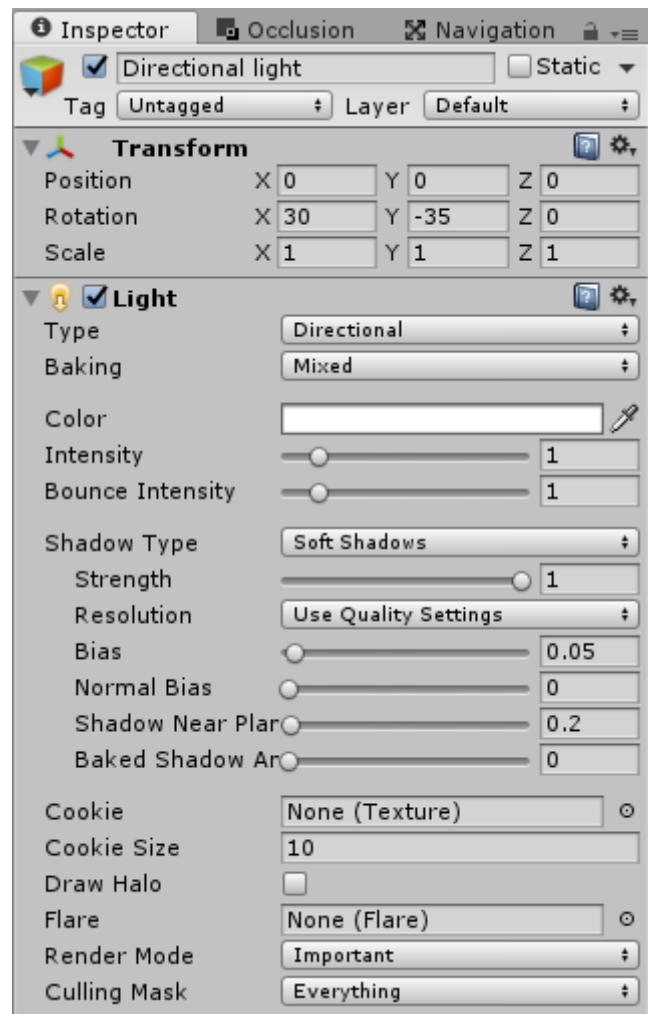 Inspector Occlusion Navigation
Directional light Static
Tag Untagged Layer Default
Transform
Position X 0 Y 0 Z 0
Rotation X 30 Y -35 Z 0
Scale X 1 Y 1 Z 1
Light
Type Directional
Baking Mixed
Color
Intensity 1
Bounce Intensity 1
Shadow Type Soft Shadows
Strength 1
Resolution Use Quality Settings
Bias 0.05
Normal Bias 0
Shadow Near Plan 0.2
Baked Shadow An 0
Cookie None (Texture)
Cookie Size 10
Draw Halo
Flare None (Flare)
Render Mode Important
Culling Mask Everything